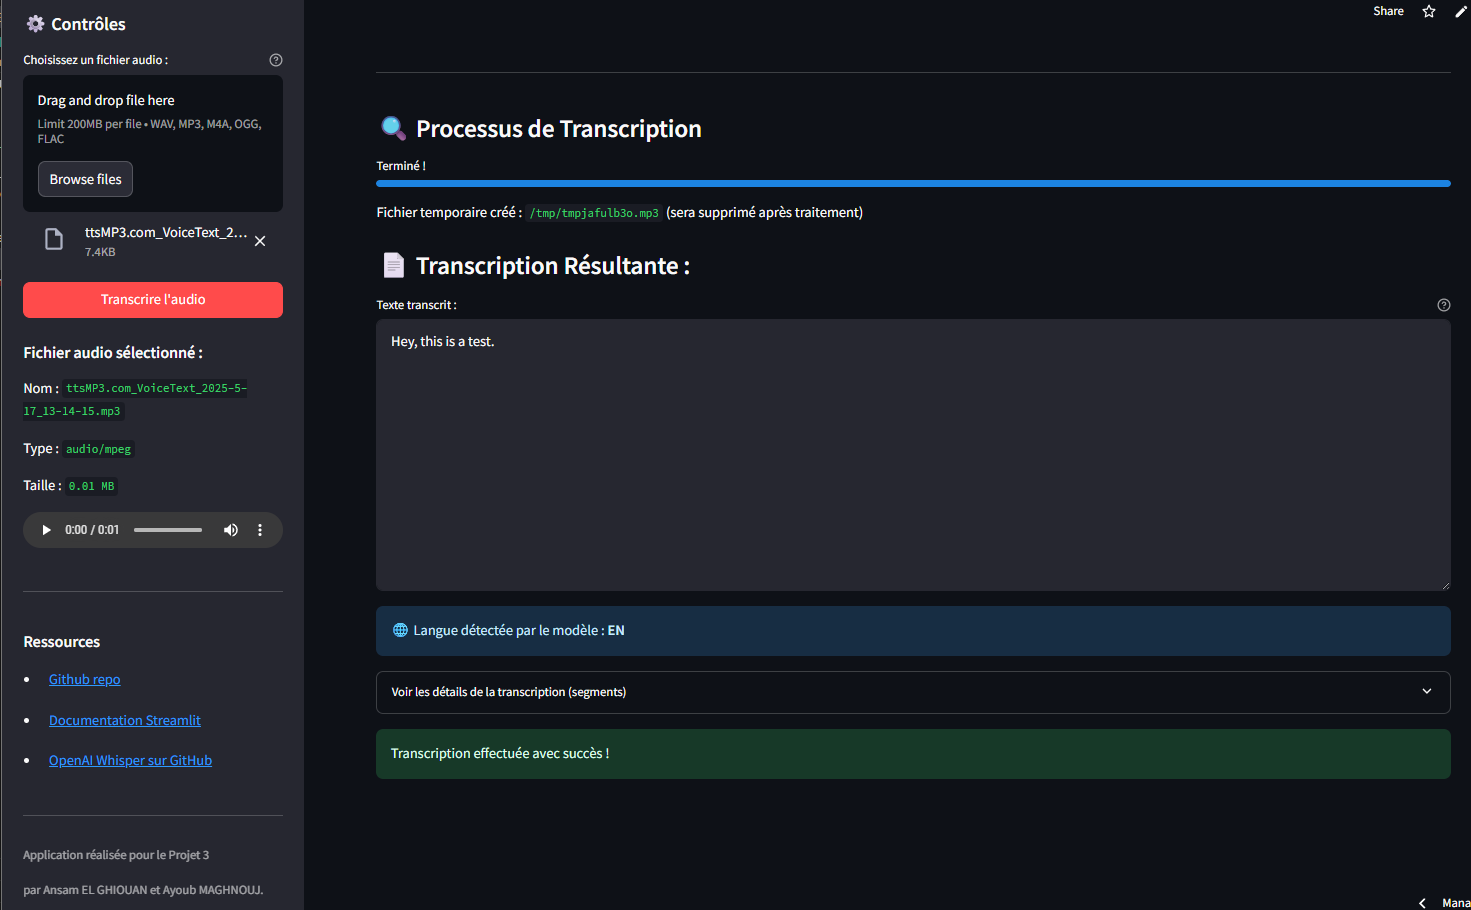 Contrôles
Choisissez un fichier audio :
Drag and drop file here
Limit 200MB per file • WAV, MP3, M4A, OGG,
FLAC
Browse files
ttsMP3.com_VoiceText_2...
7.4KB
Transcrire l'audio
Fichier audio sélectionné :
Nom : ttsMP3.com_VoiceText_2025-5-
17_13-14-15.mp3
Type : audio/mpeg
Taille : 0.01 MB
0:00 / 0:01
Ressources
Github repo
Documentation Streamlit
OpenAI Whisper sur GitHub
Application réalisée pour le Projet 3
par Ansam EL GHIOUAN et Ayoub MAGHNOUJ.
Share
Processus de Transcription
Terminé !
Fichier temporaire créé : /tmp/tmpjafulb3o.mp3 (sera supprimé après traitement)
Transcription Résultante :
Texte transcrit :
Hey, this is a test.
Langue détectée par le modèle : EN
Voir les détails de la transcription (segments)
Transcription effectuée avec succès !
Mana